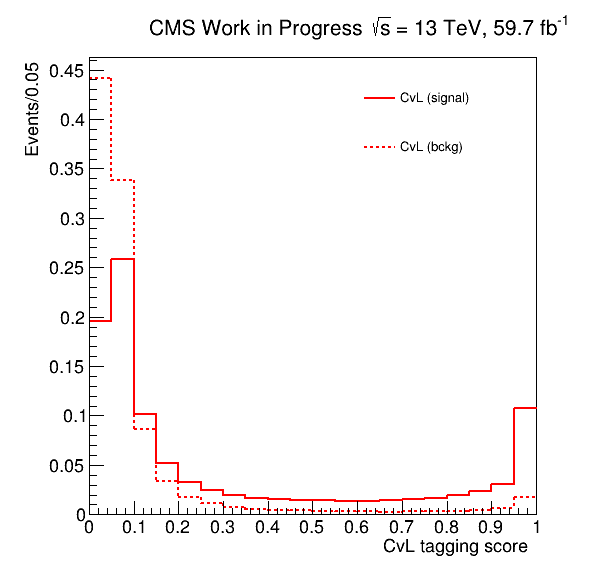 CMS Work in Progress √s = 13 TeV, 59.7 fb⁻¹
Events/0.05
0.45
0.4
0.35
0.3
0.25
0.2
0.15
0.1
0.05
0
CvL (signal)
CvL (bckg)
0 0.1 0.2 0.3 0.4 0.5 0.6 0.7 0.8 0.9 1
CvL tagging score